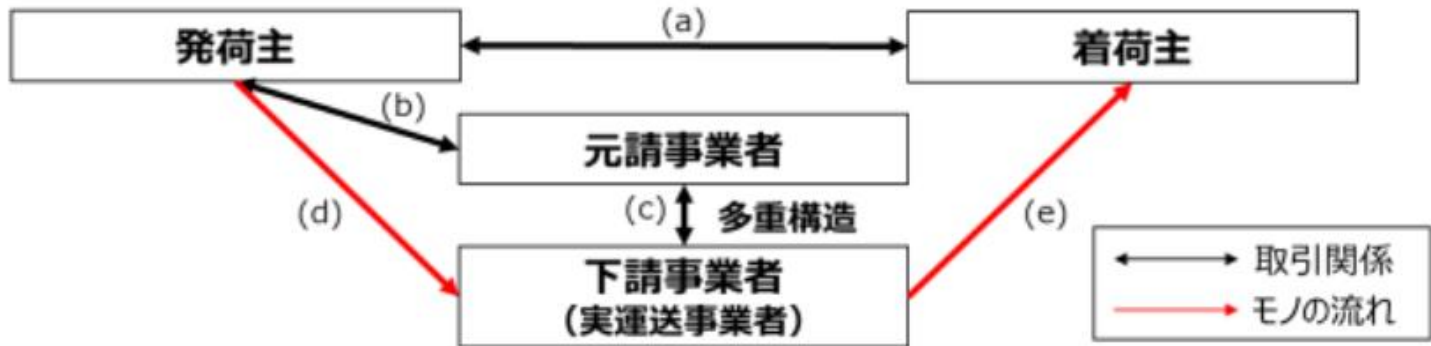 (a)
発荷主
着荷主
(b)
元請事業者
(d)
(c)
多重構造
(e)
下請事業者
(実運送事業者)
取引関係
モノの流れ